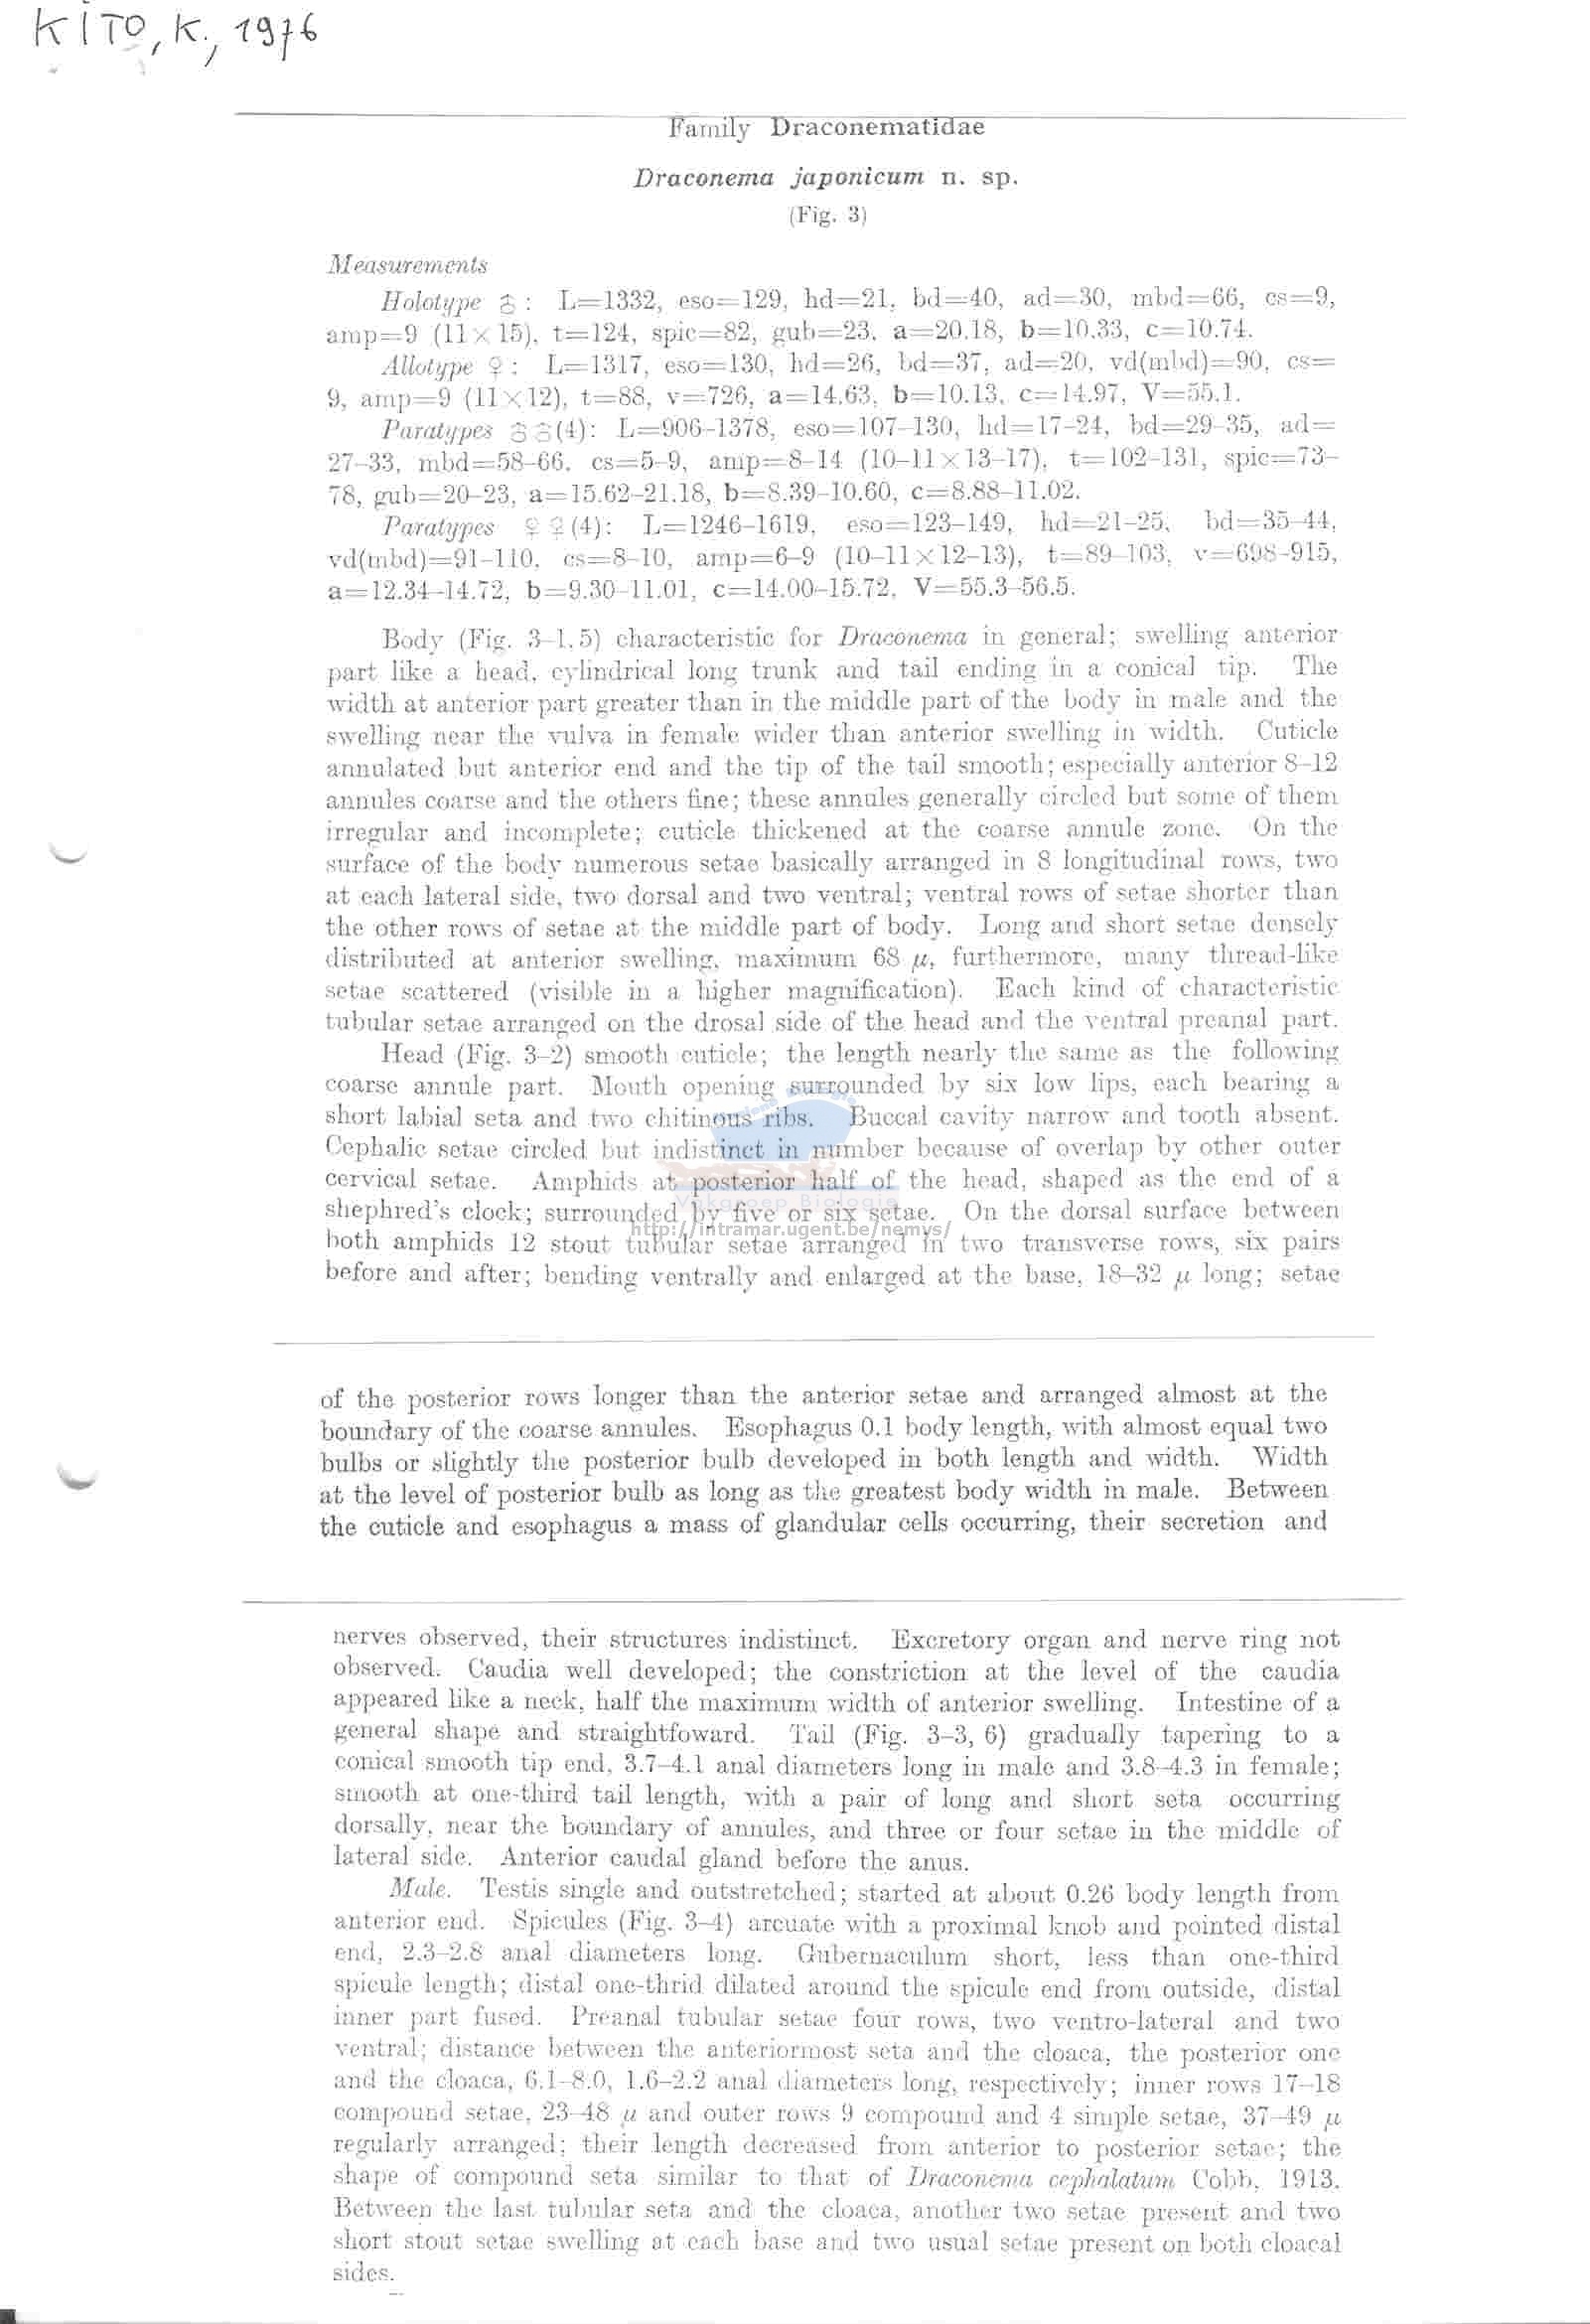 KITO, K., 1976
Family Draconematidae
Draconema japonicum n. sp.
(Fig. 3)
Measurements
Holotype ♂ : L=1332, eso=129, hd=21, bd=40, ad=30, mbd=66, cs=9,
amp=9 (11×15), t=124, spic=82, gub=23, a=20.18, b=10.33, c=10.74.
Allotype ♀ : L=1317, eso=130, hd=26, bd=37, ad=20, vd(mbd)=90, cs=
9, amp=9 (11×12), t=88, v=726, a=14.63, b=10.13, c=14.97, V=55.1.
Paratypes ♂♂(4): L=906–1378, eso=107–130, hd=17–24, bd=29–35, ad=
27–33, mbd=58–66, cs=5–9, amp=8–14 (10–11×13–17), t=102–131, spic=73–
78, gub=20–23, a=15.62–21.18, b=8.39–10.60, c=8.88–11.02.
Paratypes ♀♀(4): L=1246–1619, eso=123–149, hd=21–25, bd=35–44,
vd(mbd)=91–110, cs=8–10, amp=6–9 (10–11×12–13), t=89–103, v=698–915,
a=12.34–14.72, b=9.30–11.01, c=14.00–15.72, V=55.3–56.5.
Body (Fig. 3–1, 5) characteristic for Draconema in general; swelling anterior
part like a head, cylindrical long trunk and tail ending in a conical tip. The
width at anterior part greater than in the middle part of the body in male and the
swelling near the vulva in female wider than anterior swelling in width. Cuticle
annulated but anterior end and the tip of the tail smooth; especially anterior 8–12
annules coarse and the others fine; these annules generally circled but some of them
irregular and incomplete; cuticle thickened at the coarse annule zone. On the
surface of the body numerous setae basically arranged in 8 longitudinal rows, two
at each lateral side, two dorsal and two ventral; ventral rows of setae shorter than
the other rows of setae at the middle part of body. Long and short setae densely
distributed at anterior swelling, maximum 68 μ, furthermore, many thread-like
setae scattered (visible in a higher magnification). Each kind of characteristic
tubular setae arranged on the drosal side of the head and the ventral preanal part.
Head (Fig. 3–2) smooth cuticle; the length nearly the same as the following
coarse annule part. Mouth opening surrounded by six low lips, each bearing a
short labial seta and two chitinous ribs. Buccal cavity narrow and tooth absent.
Cephalic setae circled but indistinct in number because of overlap by other outer
cervical setae. Amphids at posterior half of the head, shaped as the end of a
Vakgroep Biologie
shephred's clock; surrounded by five or six setae. On the dorsal surface between
http://intramar.ugent.be/nemys/
both amphids 12 stout tubular setae arranged in two transverse rows, six pairs
before and after; bending ventrally and enlarged at the base, 18–32 μ long; setae
of the posterior rows longer than the anterior setae and arranged almost at the
boundary of the coarse annules. Esophagus 0.1 body length, with almost equal two
bulbs or slightly the posterior bulb developed in both length and width. Width
at the level of posterior bulb as long as the greatest body width in male. Between
the cuticle and esophagus a mass of glandular cells occurring, their secretion and
nerves observed, their structures indistinct. Excretory organ and nerve ring not
observed. Caudia well developed; the constriction at the level of the caudia
appeared like a neck, half the maximum width of anterior swelling. Intestine of a
general shape and straightfoward. Tail (Fig. 3–3, 6) gradually tapering to a
conical smooth tip end, 3.7–4.1 anal diameters long in male and 3.8–4.3 in female;
smooth at one-third tail length, with a pair of long and short seta occurring
dorsally, near the boundary of annules, and three or four setae in the middle of
lateral side. Anterior caudal gland before the anus.
Male. Testis single and outstretched; started at about 0.26 body length from
anterior end. Spicules (Fig. 3–4) arcuate with a proximal knob and pointed distal
end, 2.3–2.8 anal diameters long. Gubernaculum short, less than one-third
spicule length; distal one-thrid dilated around the spicule end from outside, distal
inner part fused. Preanal tubular setae four rows, two ventro-lateral and two
ventral; distance between the anteriormost seta and the cloaca, the posterior one
and the cloaca, 6.1–8.0, 1.6–2.2 anal diameters long, respectively; inner rows 17–18
compound setae, 23–48 μ and outer rows 9 compound and 4 simple setae, 37–49 μ
regularly arranged; their length decreased from anterior to posterior setae; the
shape of compound seta similar to that of Draconema cephalatum Cobb, 1913.
Between the last tubular seta and the cloaca, another two setae present and two
short stout setae swelling at each base and two usual setae present on both cloacal
sides.